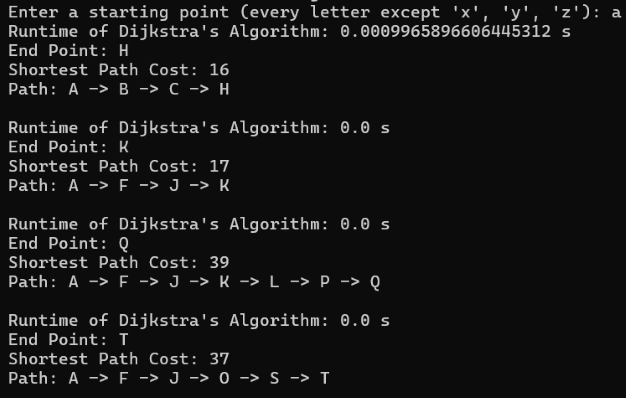 Enter a starting point (every letter except 'x', 'y', 'z'): a
Runtime of Dijkstra's Algorithm: 0.0009965896606445312 s
End Point: H
Shortest Path Cost: 16
Path: A -> B -> C -> H

Runtime of Dijkstra's Algorithm: 0.0 s
End Point: K
Shortest Path Cost: 17
Path: A -> F -> J -> K

Runtime of Dijkstra's Algorithm: 0.0 s
End Point: Q
Shortest Path Cost: 39
Path: A -> F -> J -> K -> L -> P -> Q

Runtime of Dijkstra's Algorithm: 0.0 s
End Point: T
Shortest Path Cost: 37
Path: A -> F -> J -> O -> S -> T